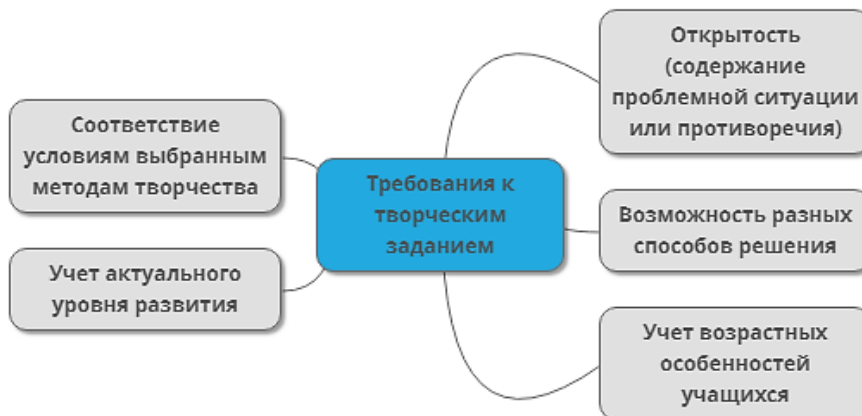 Требования к
творческим
заданием
Открытость
(содержание
проблемной ситуации
или противоречия)
Возможность разных
способов решения
Учет возрастных
особенностей
учащихся
Соответствие
условиям выбранным
методам творчества
Учет актуального
уровня развития